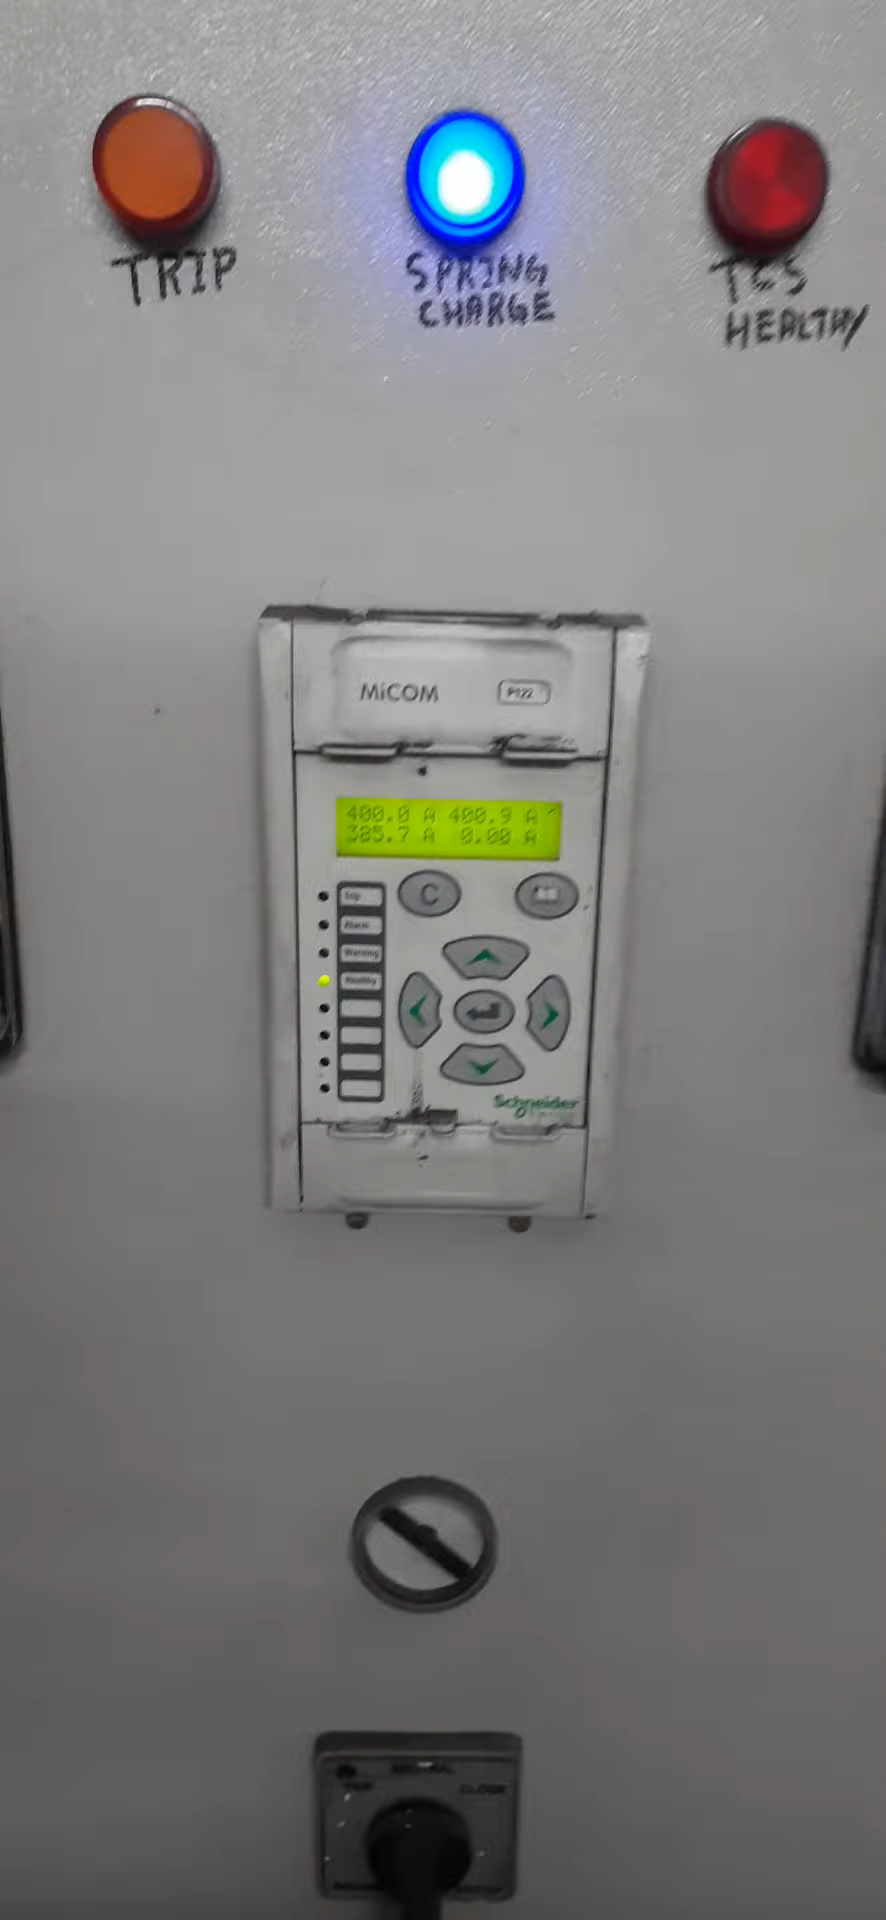 TRIP
SPRING
CHARGE
TCS
HEALTHY
MiCOM
P122
400.0 A 400.9 A
385.7 A 0.00 A
C
Trip
Alarm
Warning
Healthy
Schneider
CLOSE